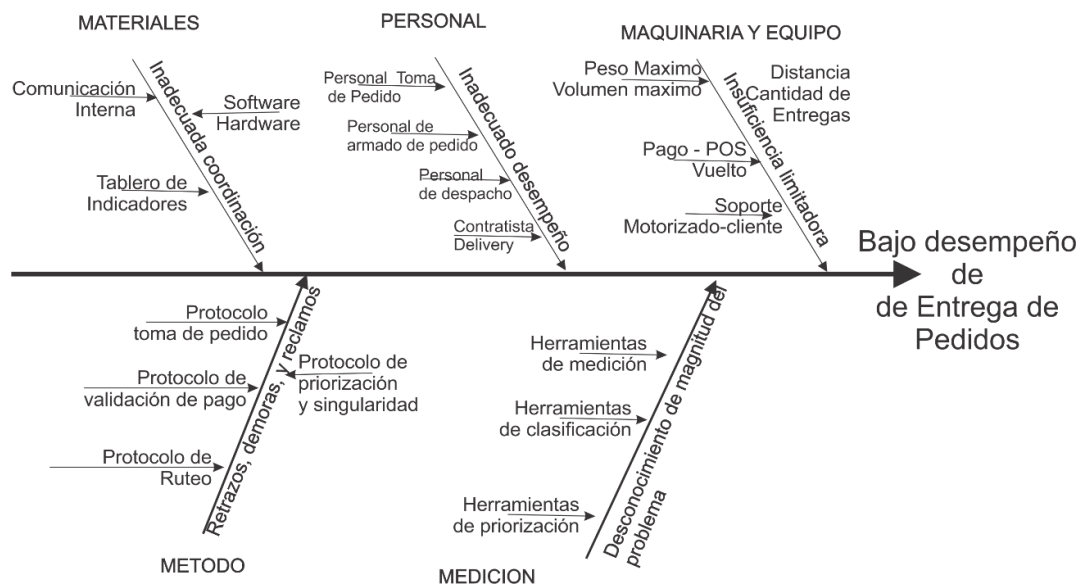 MATERIALES
Comunicación
Interna
Software
Hardware
Tablero de
Indicadores
Inadecuada coordinación
PERSONAL
Personal Toma
de Pedido
Personal de
armado de pedido
Personal
de despacho
Contratista
Delivery
Inadecuado desempeño
MAQUINARIA Y EQUIPO
Peso Maximo
Volumen maximo
Distancia
Cantidad de
Entregas
Pago - POS
Vuelto
Soporte
Motorizado-cliente
Insuficiencia limitadora
Bajo desempeño
de
de Entrega de
Pedidos
Protocolo
toma de pedido
Protocolo de
priorización
y singularidad
Protocolo de
validación de pago
Protocolo de
Ruteo
Retrazos, demoras, y reclamos
METODO
Herramientas
de medición
Herramientas
de clasificación
Herramientas
de priorización
Desconocimiento de magnitud del
problema
MEDICION